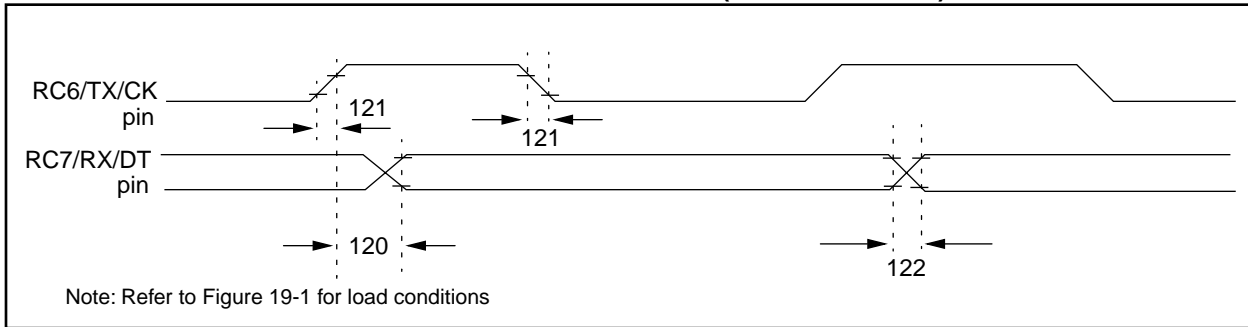 RC6/TX/CK
pin
121
121
RC7/RX/DT
pin
120
122
Note: Refer to Figure 19-1 for load conditions